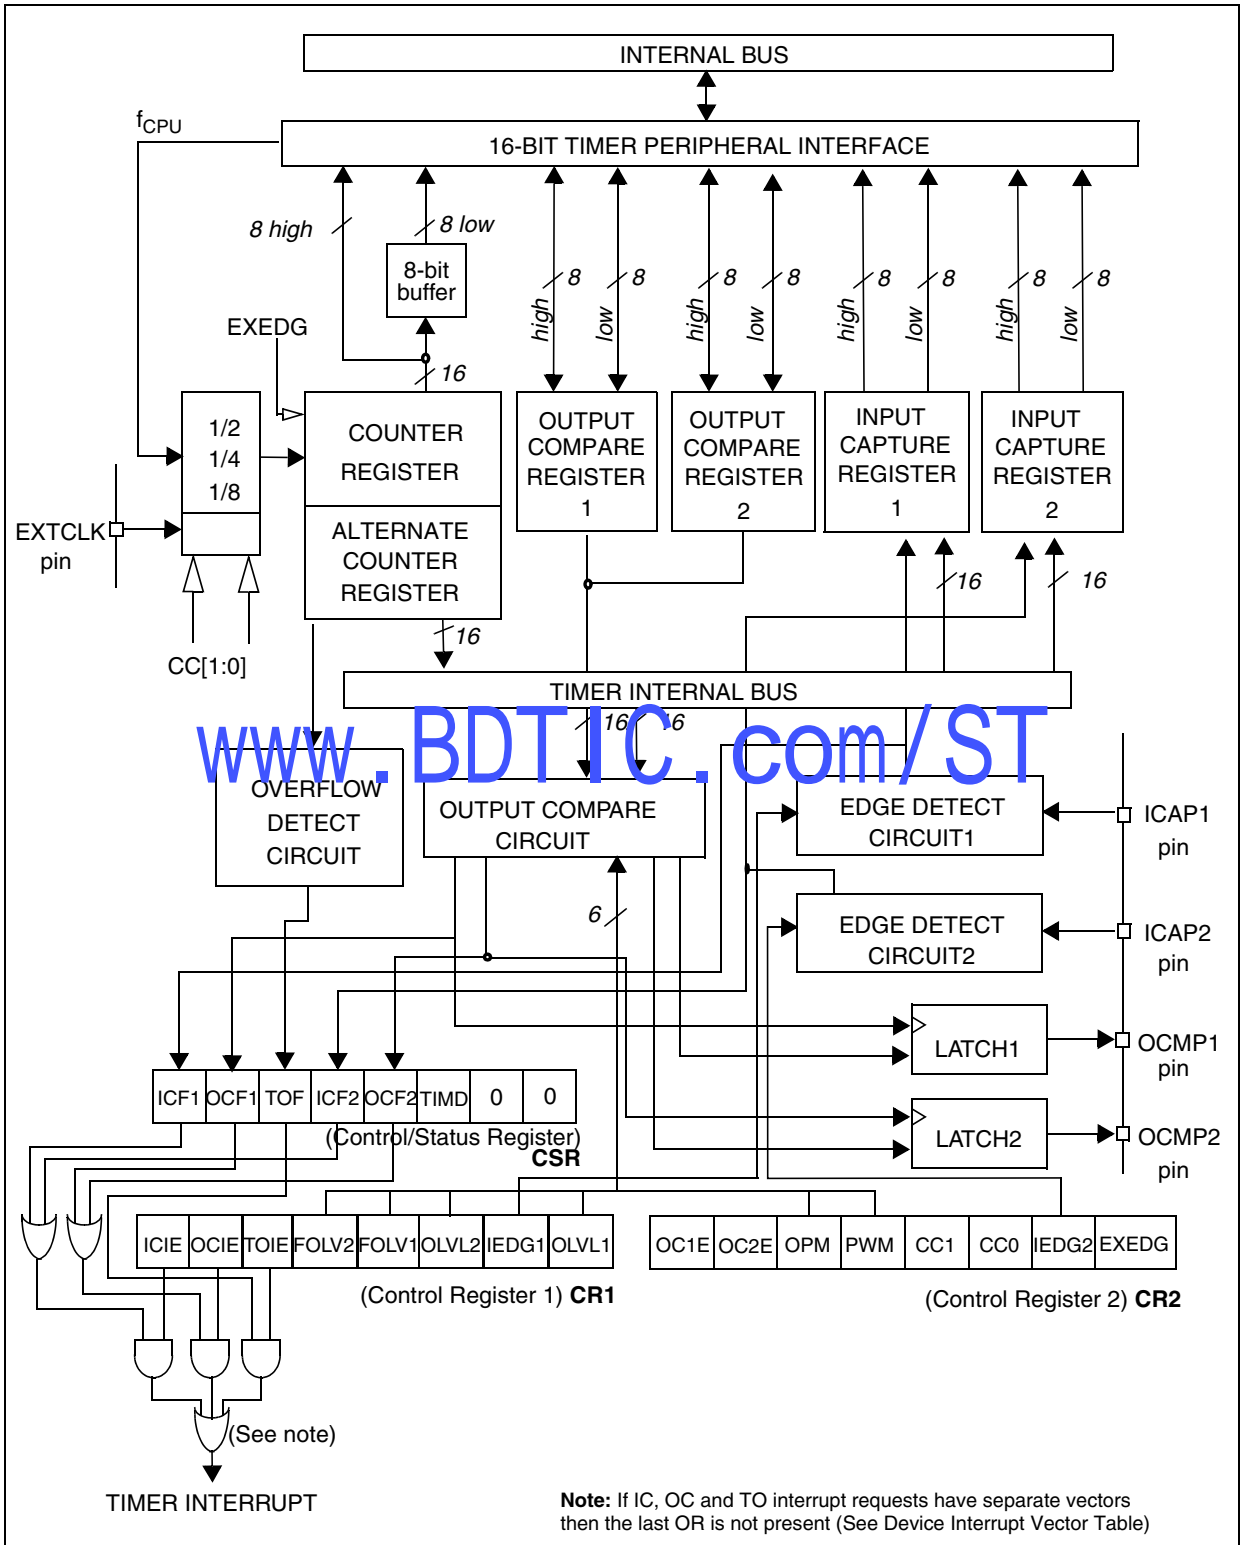 INTERNAL BUS
fCPU
16-BIT TIMER PERIPHERAL INTERFACE
8 high
8 low
8-bit
buffer
8
8
8
8
8
8
8
8
high
low
high
low
high
low
high
low
EXEDG
16
1/2
1/4
1/8
COUNTER
REGISTER
ALTERNATE
COUNTER
REGISTER
OUTPUT
COMPARE
REGISTER
1
OUTPUT
COMPARE
REGISTER
2
INPUT
CAPTURE
REGISTER
1
INPUT
CAPTURE
REGISTER
2
EXTCLK
pin
16
16
CC[1:0]
16
TIMER INTERNAL BUS
16
16
www.BDTIC.com/ST
OVERFLOW
DETECT
CIRCUIT
OUTPUT COMPARE
CIRCUIT
EDGE DETECT
CIRCUIT1
ICAP1
pin
6
EDGE DETECT
CIRCUIT2
ICAP2
pin
LATCH1
OCMP1
pin
ICF1 OCF1 TOF ICF2 OCF2 TIMD 0 0
(Control/Status Register)
CSR
LATCH2
OCMP2
pin
ICIE OCIE TOIE FOLV2 FOLV1 OLVL2 IEDG1 OLVL1
(Control Register 1) CR1
OC1E OC2E OPM PWM CC1 CC0 IEDG2 EXEDG
(Control Register 2) CR2
(See note)
TIMER INTERRUPT
Note: If IC, OC and TO interrupt requests have separate vectors
then the last OR is not present (See Device Interrupt Vector Table)